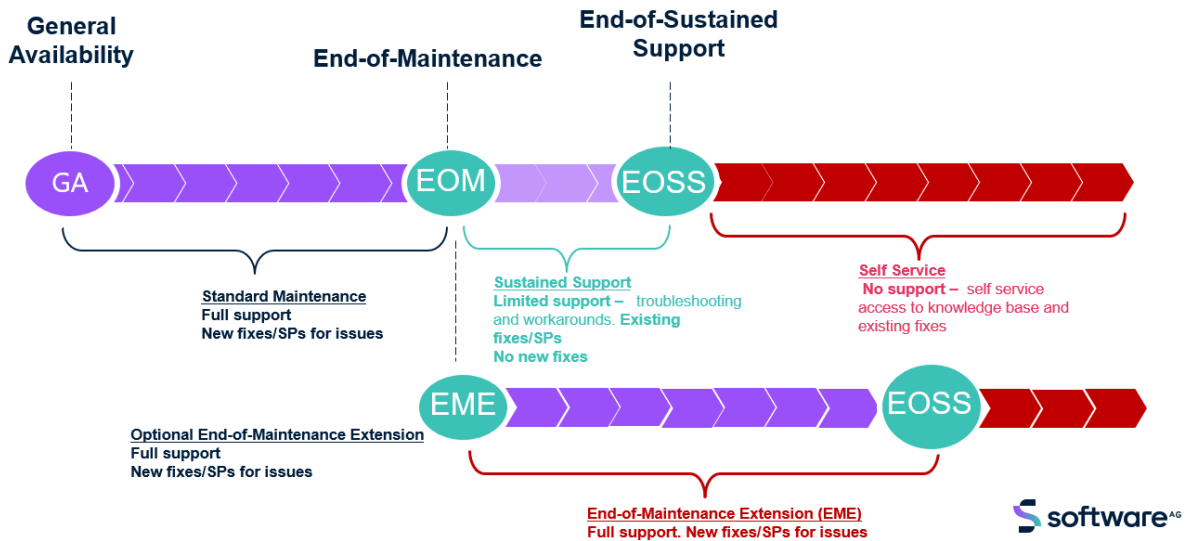 General
Availability
End-of-Maintenance
End-of-Sustained
Support
GA
EOM
EOSS
Standard Maintenance
Full support
New fixes/SPs for issues
Sustained Support
Limited support – troubleshooting
and workarounds. Existing
fixes/SPs
No new fixes
Self Service
No support – self service
access to knowledge base and
existing fixes
EME
EOSS
Optional End-of-Maintenance Extension
Full support
New fixes/SPs for issues
End-of-Maintenance Extension (EME)
Full support. New fixes/SPs for issues
software AG